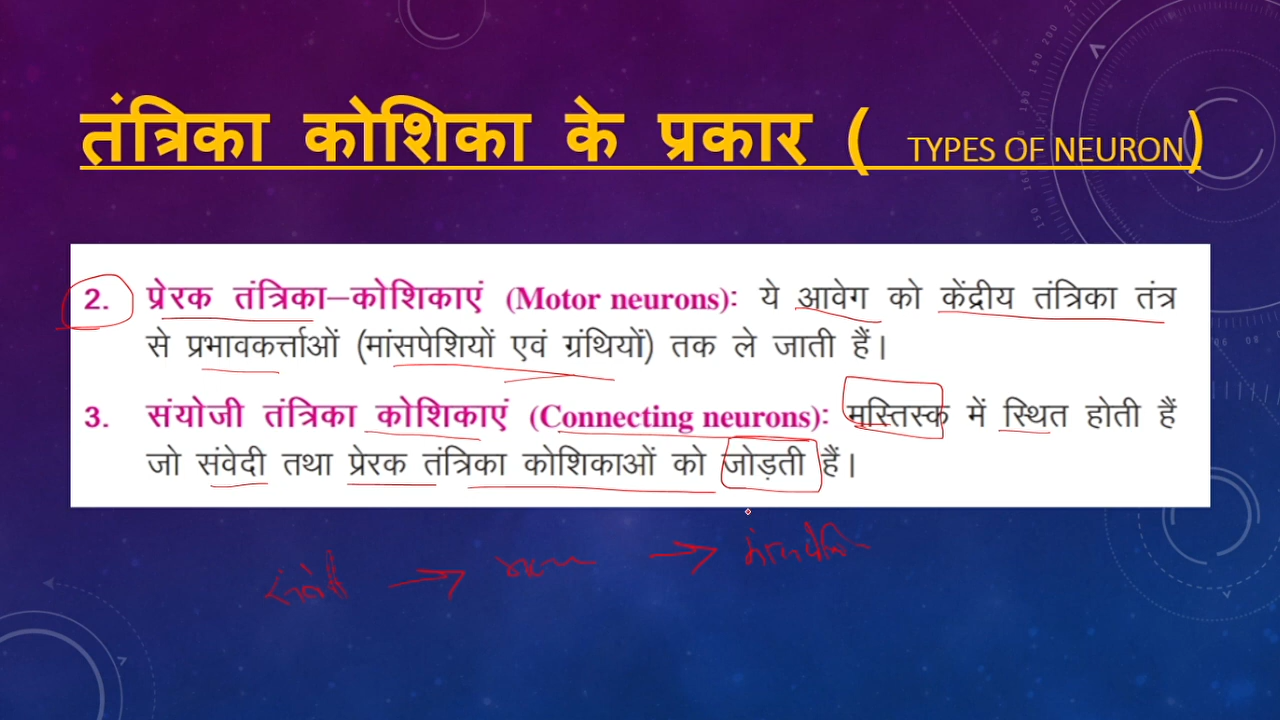 तंत्रिका कोशिका के प्रकार ( TYPES OF NEURON)
2. प्रेरक तंत्रिका–कोशिकाएं (Motor neurons): ये आवेग को केंद्रीय तंत्रिका तंत्र
से प्रभावकर्त्ताओं (मांसपेशियों एवं ग्रंथियों) तक ले जाती हैं।
3. संयोजी तंत्रिका कोशिकाएं (Connecting neurons): मस्तिस्क में स्थित होती हैं
जो संवेदी तथा प्रेरक तंत्रिका कोशिकाओं को जोड़ती हैं।